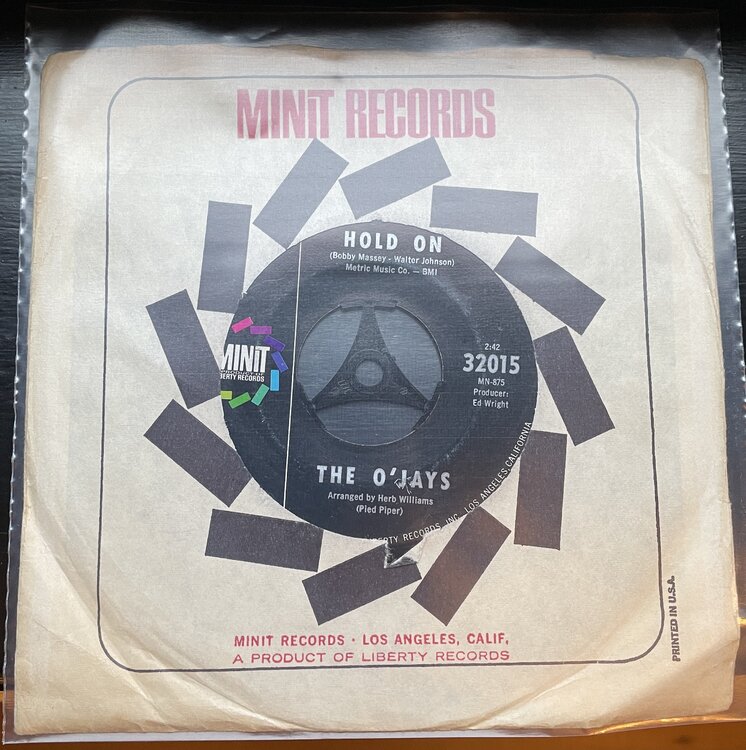 MINIT RECORDS
HOLD ON
(Bobby Massey - Walter Johnson)
Metric Music Co. — BMI
MINIT
LIBERTY RECORDS
2:42
32015
MN-875
Producer:
Ed Wright
THE O'JAYS
Arranged by Herb Williams
(Pied Piper)
LIBERTY RECORDS, INC., LOS ANGELES, CALIFORNIA
MINIT RECORDS · LOS ANGELES, CALIF.
A PRODUCT OF LIBERTY RECORDS
PRINTED IN U.S.A.